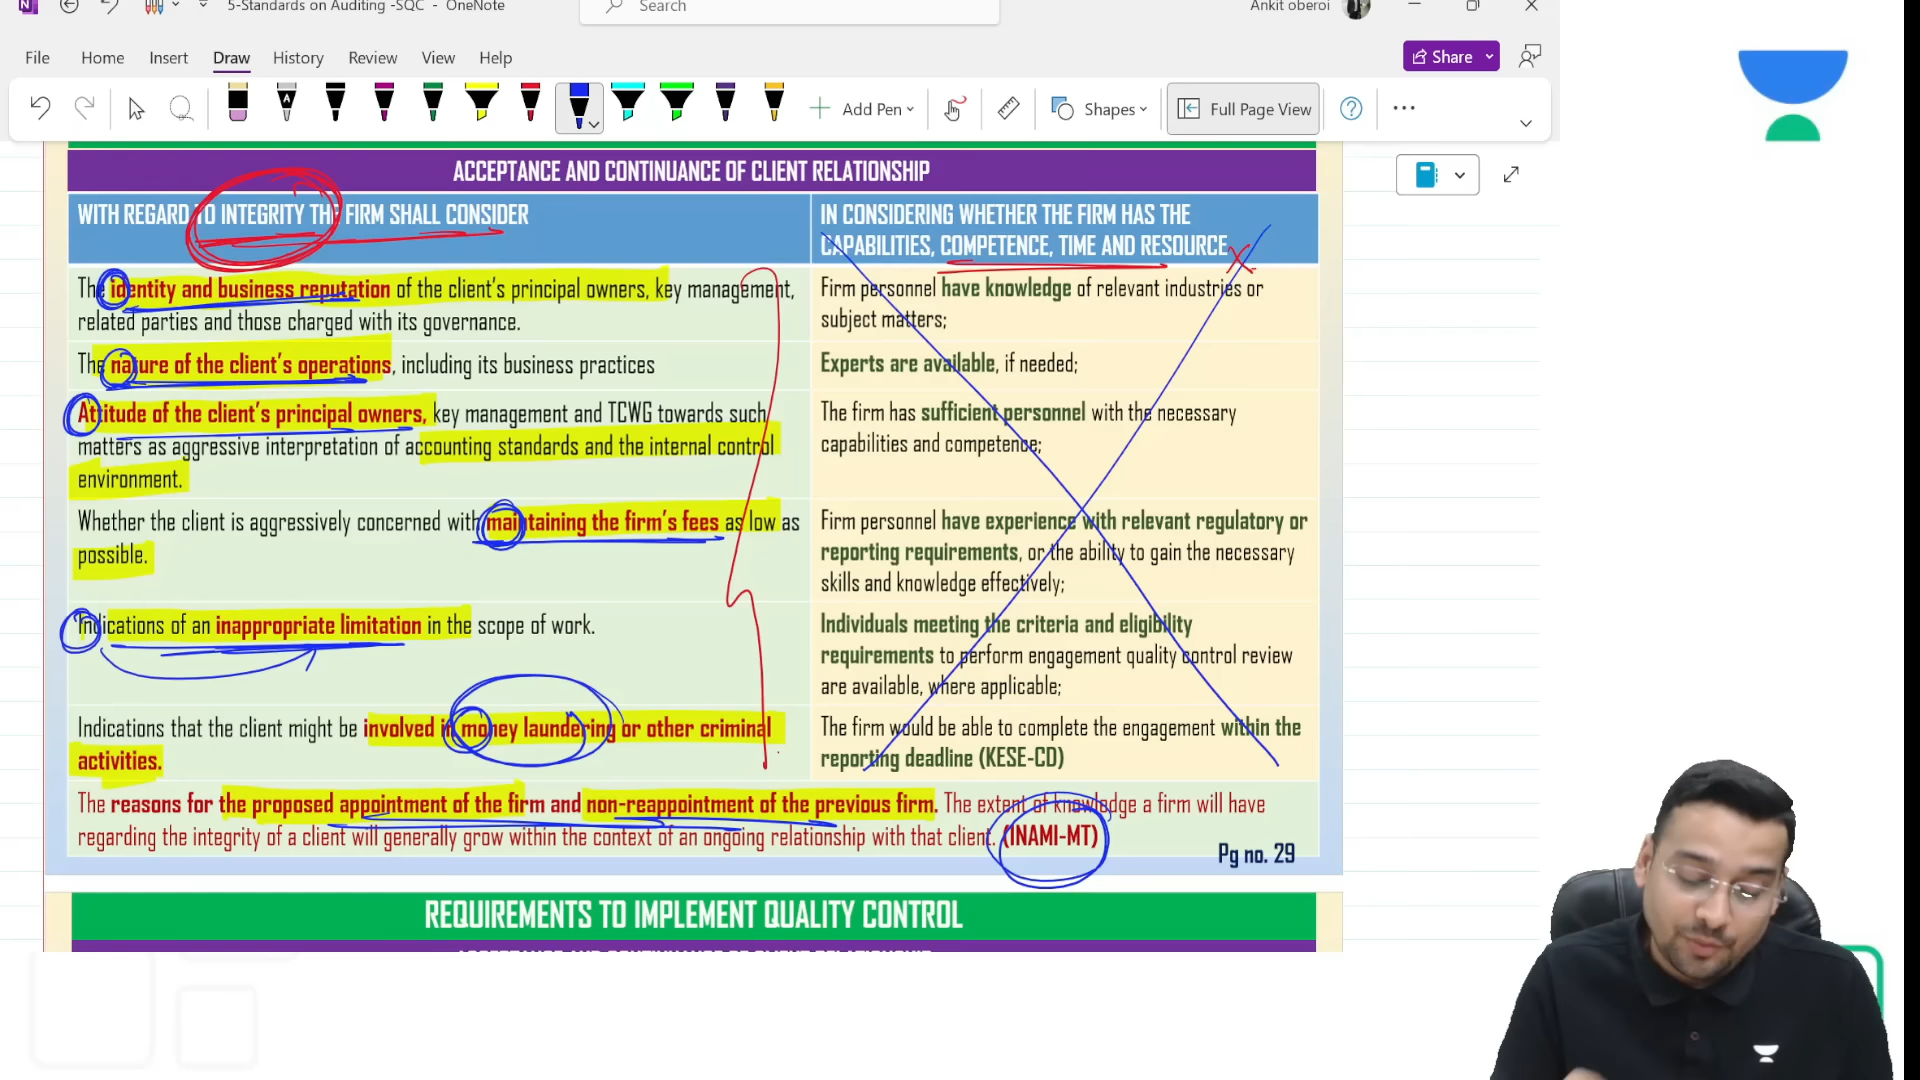 5-Standards on Auditing -SQC - OneNote
Search
Ankit oberoi
File Home Insert Draw History Review View Help
Share
Add Pen
Shapes
Full Page View
ACCEPTANCE AND CONTINUANCE OF CLIENT RELATIONSHIP
WITH REGARD TO INTEGRITY THE FIRM SHALL CONSIDER
The identity and business reputation of the client's principal owners, key management,
related parties and those charged with its governance.
The nature of the client's operations, including its business practices
Attitude of the client's principal owners, key management and TCWG towards such
matters as aggressive interpretation of accounting standards and the internal control
environment.
Whether the client is aggressively concerned with maintaining the firm's fees as low as
possible.
Indications of an inappropriate limitation in the scope of work.
Indications that the client might be involved in money laundering or other criminal
activities.
IN CONSIDERING WHETHER THE FIRM HAS THE
CAPABILITIES, COMPETENCE, TIME AND RESOURCE
Firm personnel have knowledge of relevant industries or
subject matters;
Experts are available, if needed;
The firm has sufficient personnel with the necessary
capabilities and competence;
Firm personnel have experience with relevant regulatory or
reporting requirements, or the ability to gain the necessary
skills and knowledge effectively;
Individuals meeting the criteria and eligibility
requirements to perform engagement quality control review
are available, where applicable;
The firm would be able to complete the engagement within the
reporting deadline (KESE-CD)
The reasons for the proposed appointment of the firm and non-reappointment of the previous firm. The extent of knowledge a firm will have
regarding the integrity of a client will generally grow within the context of an ongoing relationship with that client. (INAMI-MT)
Pg no. 29
REQUIREMENTS TO IMPLEMENT QUALITY CONTROL
ACCEPTANCE AND CONTINUANCE OF CLIENT RELATIONSHIP